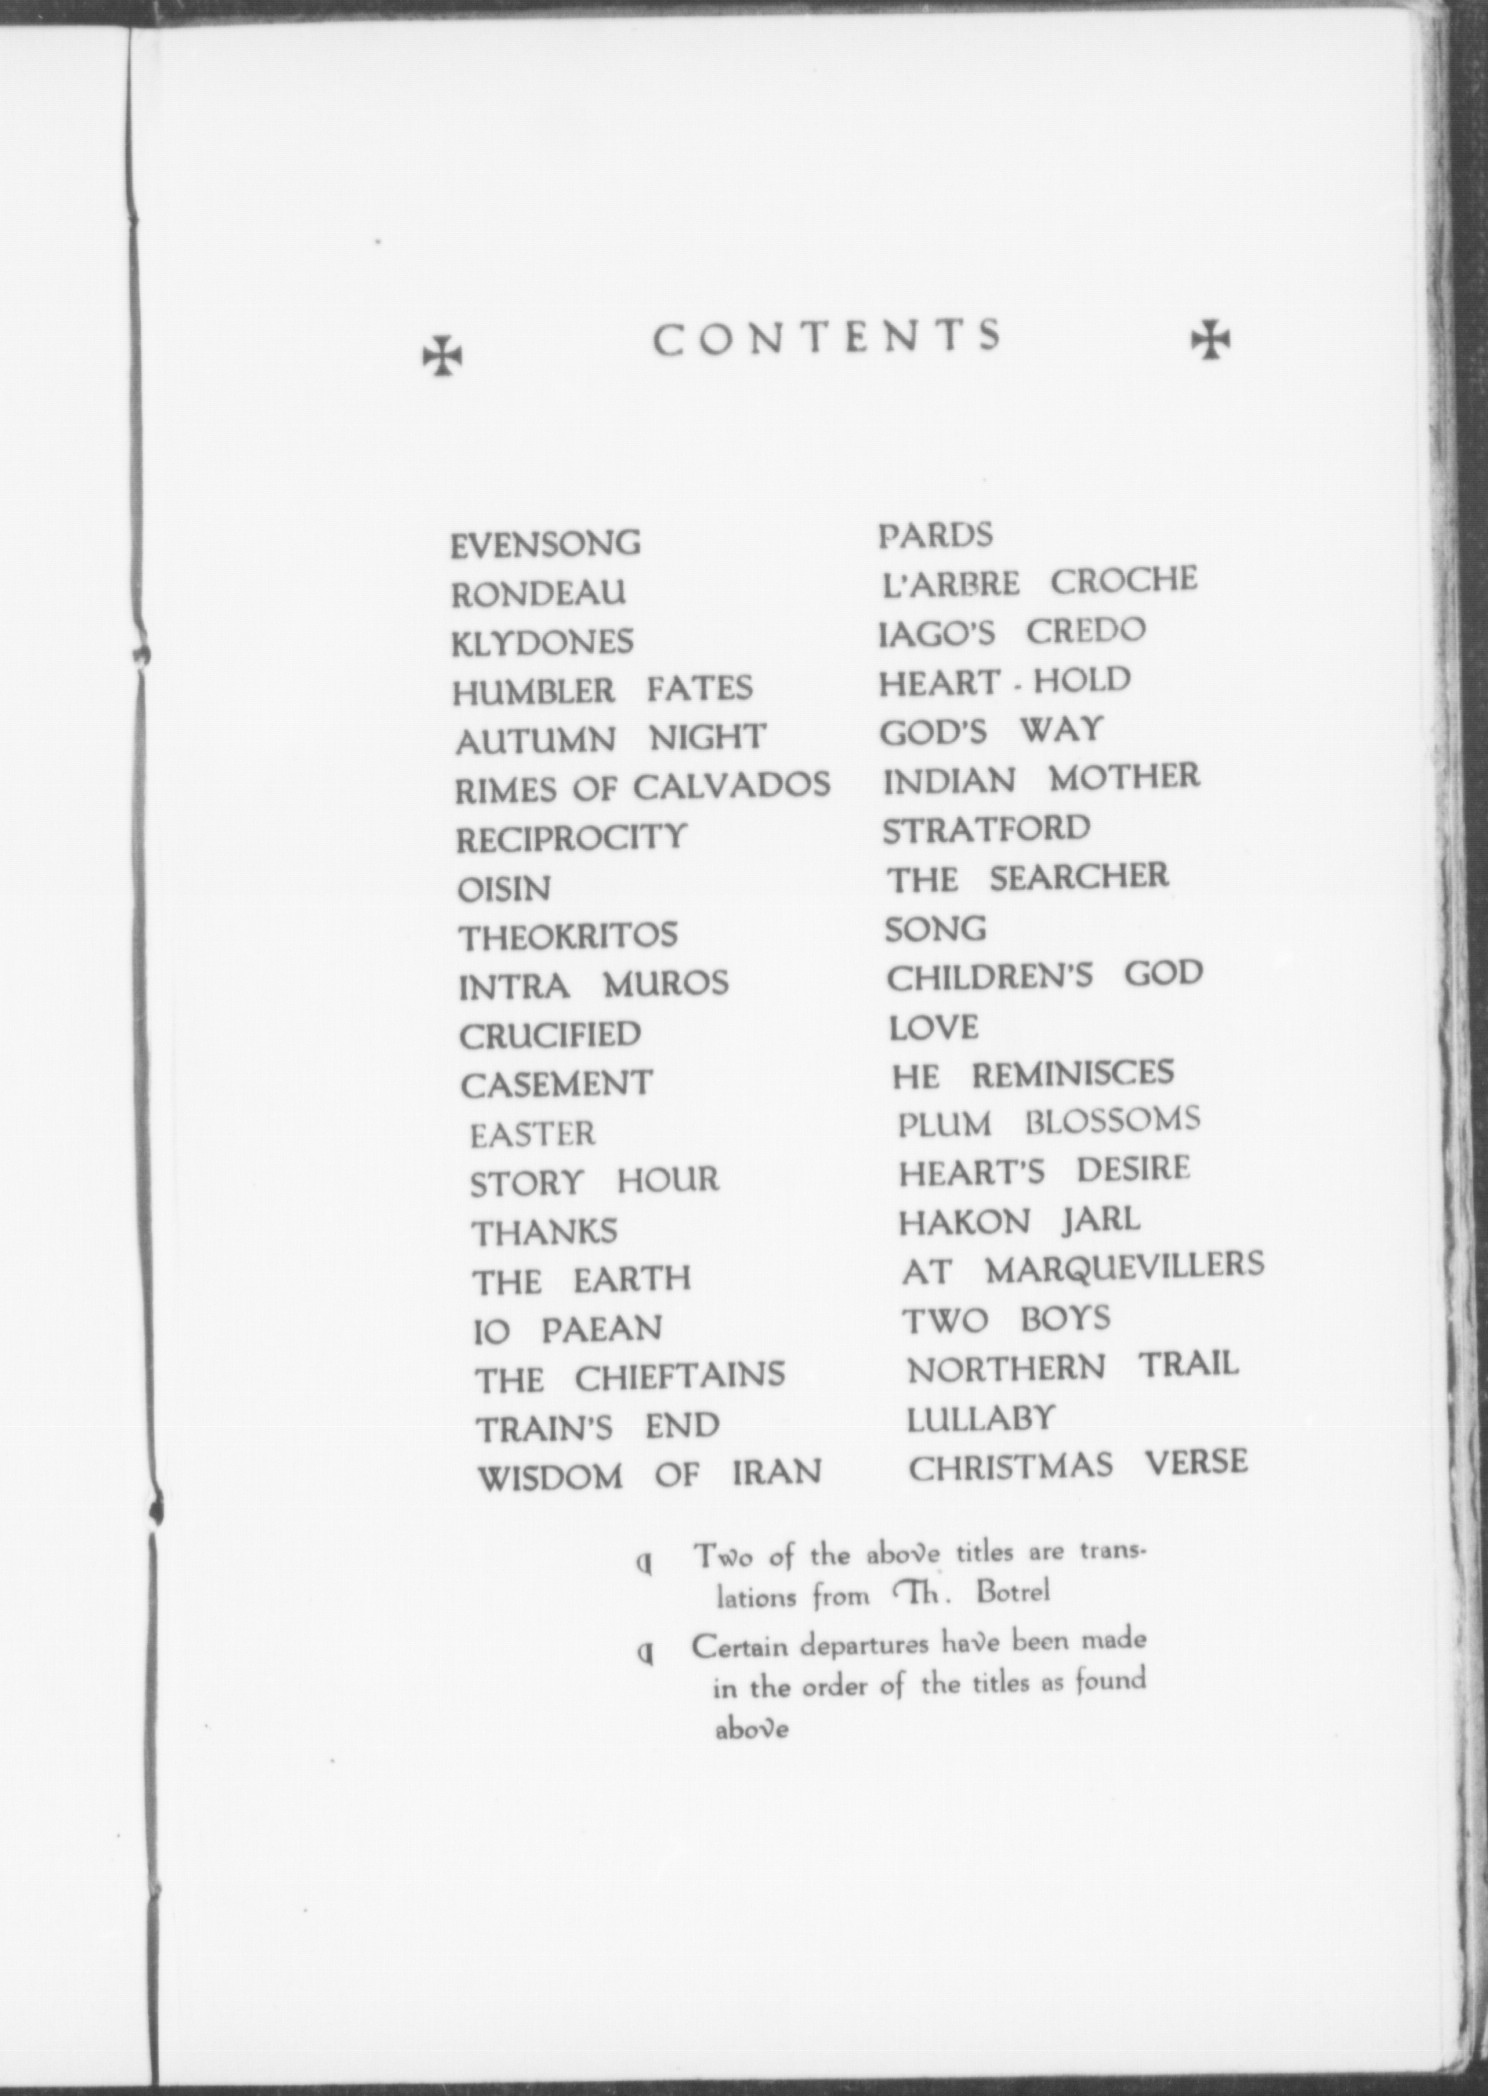 ✠ CONTENTS ✠
EVENSONG
RONDEAU
KLYDONES
HUMBLER FATES
AUTUMN NIGHT
RIMES OF CALVADOS
RECIPROCITY
OISIN
THEOKRITOS
INTRA MUROS
CRUCIFIED
CASEMENT
EASTER
STORY HOUR
THANKS
THE EARTH
IO PAEAN
THE CHIEFTAINS
TRAIN'S END
WISDOM OF IRAN
PARDS
L'ARBRE CROCHE
IAGO'S CREDO
HEART - HOLD
GOD'S WAY
INDIAN MOTHER
STRATFORD
THE SEARCHER
SONG
CHILDREN'S GOD
LOVE
HE REMINISCES
PLUM BLOSSOMS
HEART'S DESIRE
HAKON JARL
AT MARQUEVILLERS
TWO BOYS
NORTHERN TRAIL
LULLABY
CHRISTMAS VERSE
¶ Two of the above titles are trans-
lations from Th. Botrel
¶ Certain departures have been made
in the order of the titles as found
above